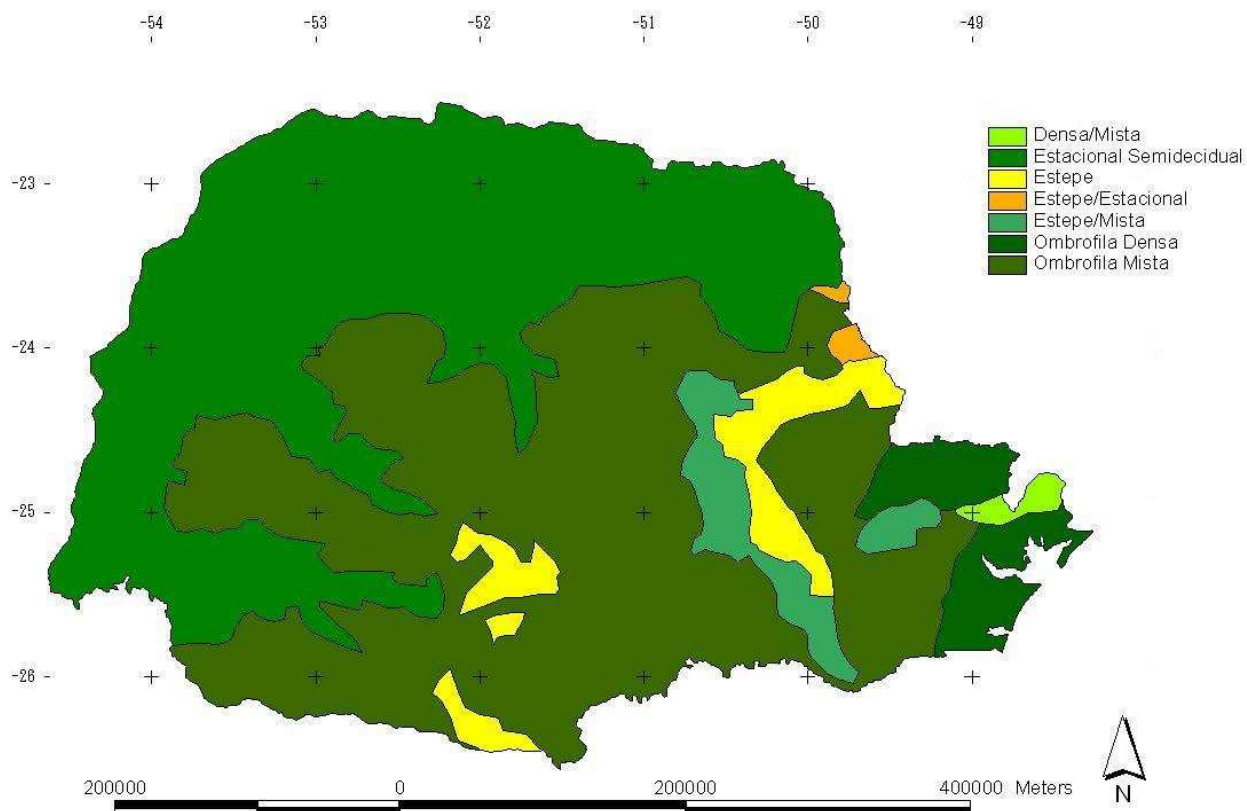 -54 -53 -52 -51 -50 -49
Densa/Mista
Estacional Semidecidual
Estepe
Estepe/Estacional
Estepe/Mista
Ombrofila Densa
Ombrofila Mista
-23
-24
-25
-26
200000 0 200000 400000 Meters
N